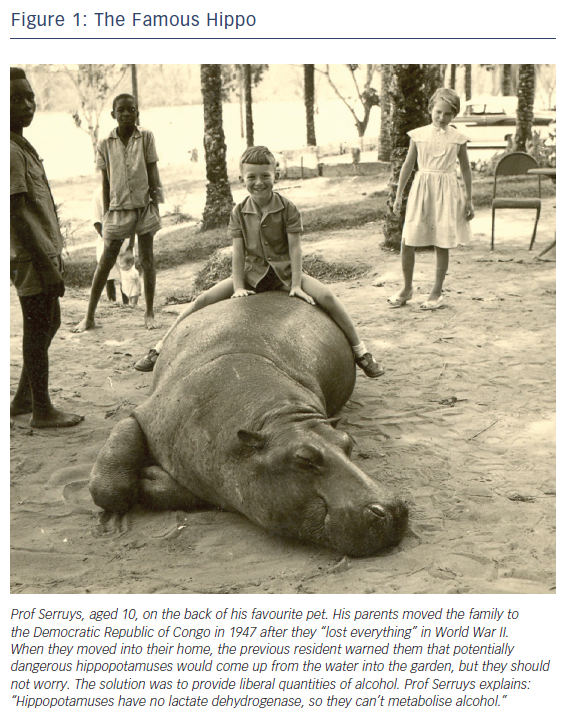 Figure 1: The Famous Hippo
Prof Serruys, aged 10, on the back of his favourite pet. His parents moved the family to
the Democratic Republic of Congo in 1947 after they “lost everything” in World War II.
When they moved into their home, the previous resident warned them that potentially
dangerous hippopotamuses would come up from the water into the garden, but they should
not worry. The solution was to provide liberal quantities of alcohol. Prof Serruys explains:
“Hippopotamuses have no lactate dehydrogenase, so they can’t metabolise alcohol.”